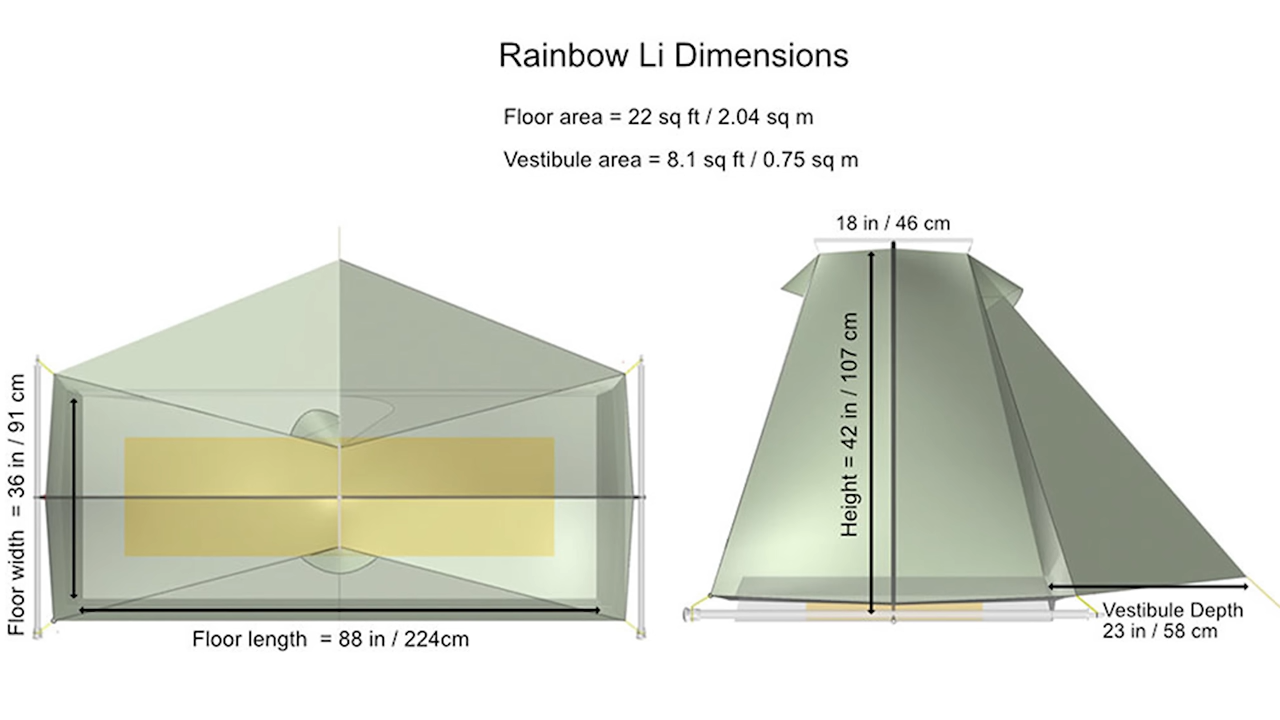 Rainbow Li Dimensions
Floor area = 22 sq ft / 2.04 sq m
Vestibule area = 8.1 sq ft / 0.75 sq m
18 in / 46 cm
Floor width = 36 in / 91 cm
Height = 42 in / 107 cm
Floor length = 88 in / 224cm
Vestibule Depth
23 in / 58 cm